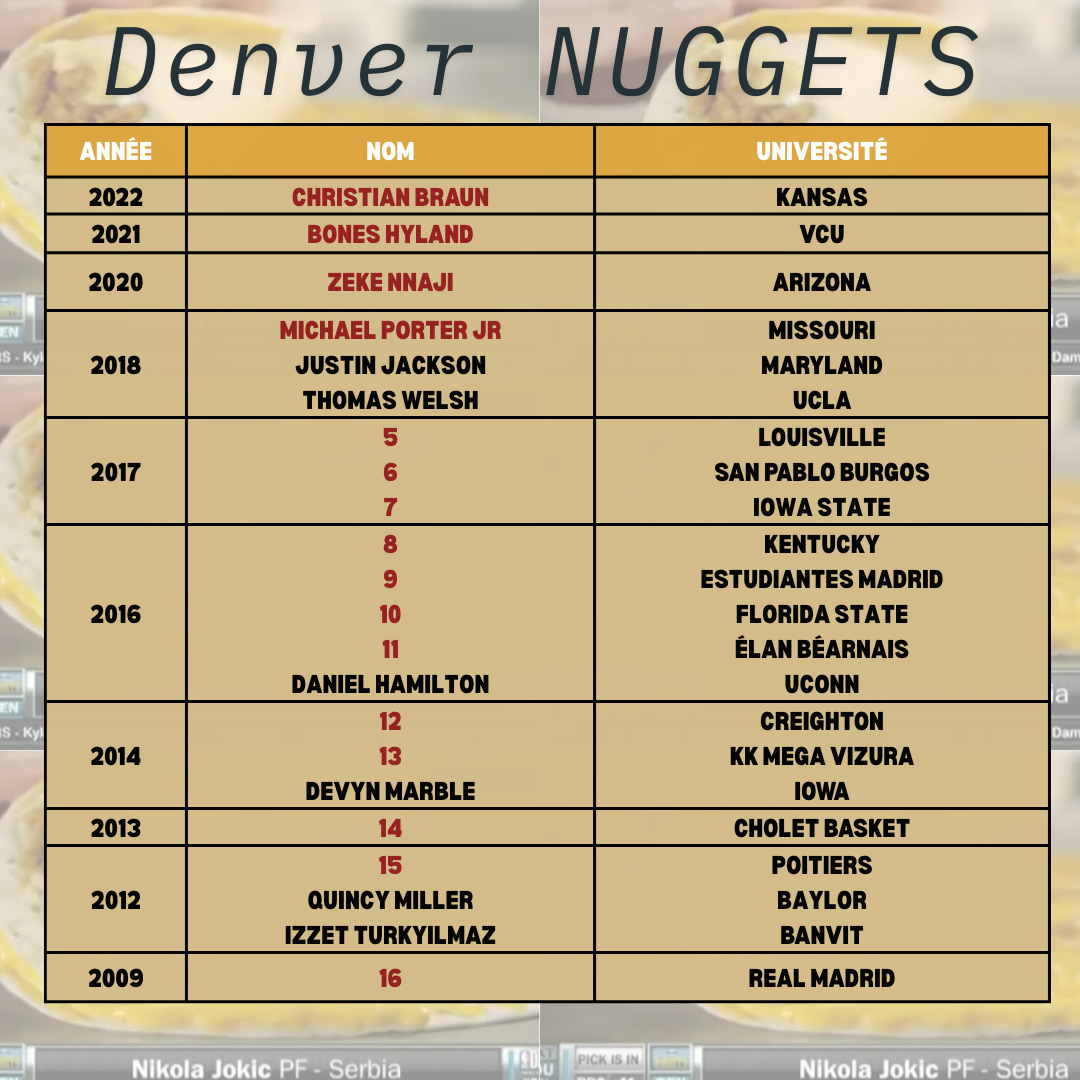 Denver NUGGETS
ANNÉE NOM UNIVERSITÉ
2022 CHRISTIAN BRAUN KANSAS
2021 BONES HYLAND VCU
2020 ZEKE NNAJI ARIZONA
MICHAEL PORTER JR MISSOURI
2018 JUSTIN JACKSON MARYLAND
THOMAS WELSH UCLA
5 LOUISVILLE
2017 6 SAN PABLO BURGOS
7 IOWA STATE
8 KENTUCKY
9 ESTUDIANTES MADRID
2016 10 FLORIDA STATE
11 ÉLAN BÉARNAIS
DANIEL HAMILTON UCONN
12 CREIGHTON
2014 13 KK MEGA VIZURA
DEVYN MARBLE IOWA
2013 14 CHOLET BASKET
15 POITIERS
2012 QUINCY MILLER BAYLOR
IZZET TURKYILMAZ BANVIT
2009 16 REAL MADRID
PICK IS IN
Nikola Jokic PF - Serbia Nikola Jokic PF - Serbia